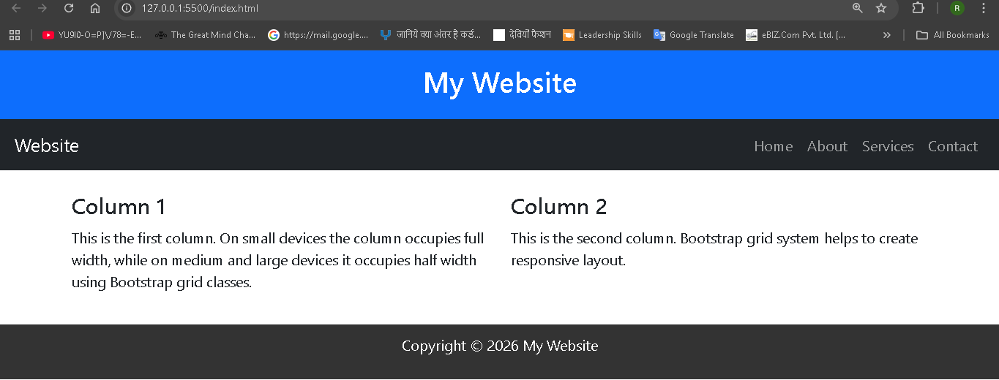 127.0.0.1:5500/index.html
R
YU9l0-O=P]\/78=-E...
The Great Mind Cha...
https://mail.google....
जानिये क्या अंतर है कर्ड...
देवियों फैशन
Leadership Skills
Google Translate
eBIZ.Com Pvt. Ltd. [...
»
All Bookmarks
My Website
Website
Home About Services Contact
Column 1
This is the first column. On small devices the column occupies full
width, while on medium and large devices it occupies half width
using Bootstrap grid classes.
Column 2
This is the second column. Bootstrap grid system helps to create
responsive layout.
Copyright © 2026 My Website